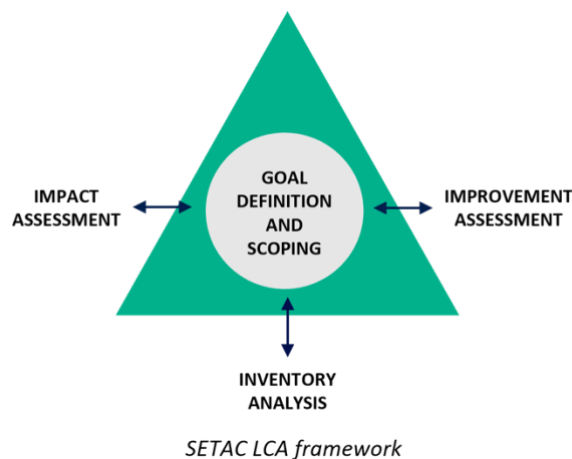 GOAL
DEFINITION
AND
SCOPING
IMPACT
ASSESSMENT
IMPROVEMENT
ASSESSMENT
INVENTORY
ANALYSIS
SETAC LCA framework